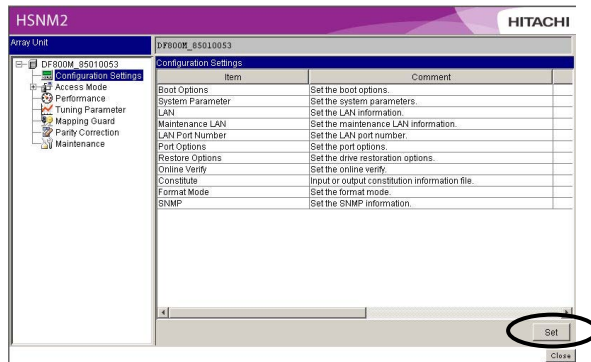 HSNM2
HITACHI
Array Unit
DF800M_85010053
DF800M_85010053
Configuration Settings
Access Mode
Performance
Tuning Parameter
Mapping Guard
Parity Correction
Maintenance
Configuration Settings
Item Comment
Boot Options Set the boot options.
System Parameter Set the system parameters.
LAN Set the LAN information.
Maintenance LAN Set the maintenance LAN information.
LAN Port Number Set the LAN port number.
Port Options Set the port options.
Restore Options Set the drive restoration options.
Online Verify Set the online verify.
Constitute Input or output constitution information file.
Format Mode Set the format mode.
SNMP Set the SNMP information.
Set
Close